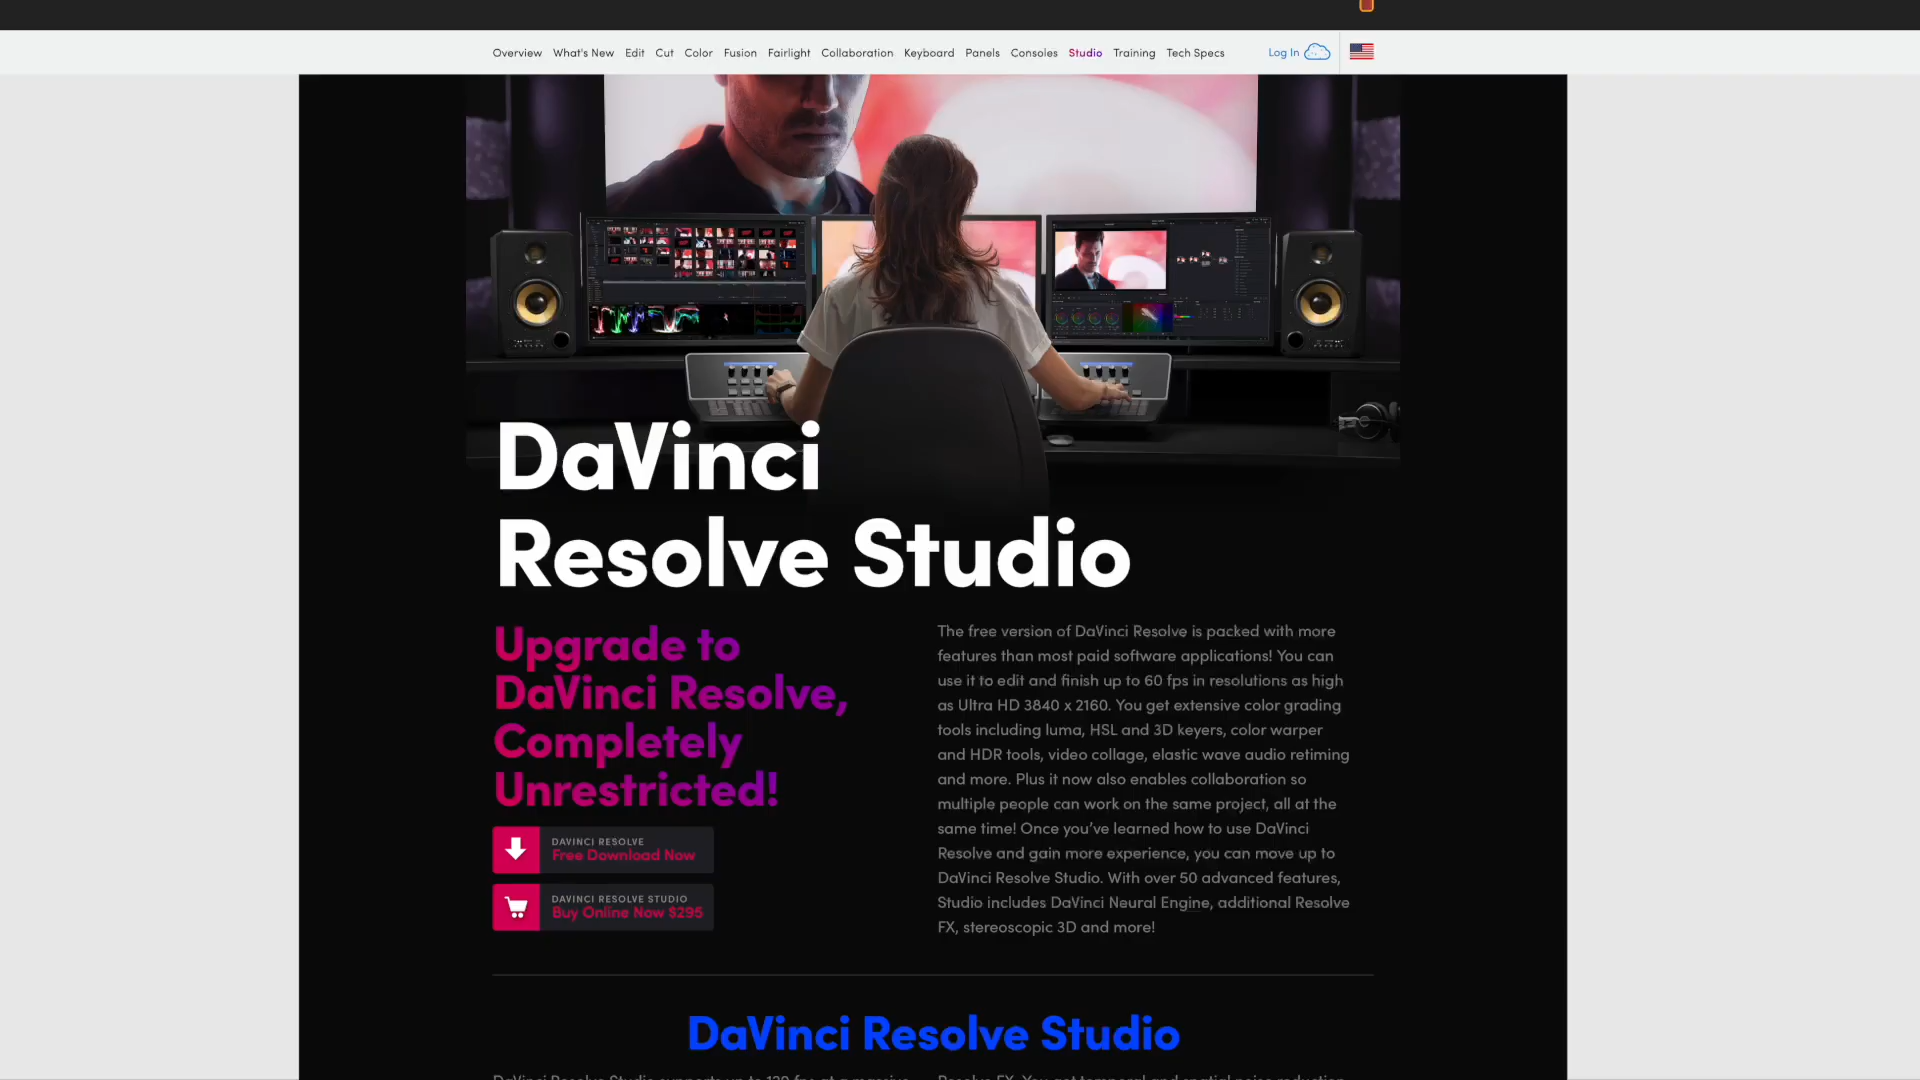 Overview What's New Edit Cut Color Fusion Fairlight Collaboration Keyboard Panels Consoles Studio Training Tech Specs Log In
DaVinci
Resolve Studio
Upgrade to
DaVinci Resolve,
Completely
Unrestricted!
DAVINCI RESOLVE
Free Download Now
DAVINCI RESOLVE STUDIO
Buy Online Now $295
The free version of DaVinci Resolve is packed with more
features than most paid software applications! You can
use it to edit and finish up to 60 fps in resolutions as high
as Ultra HD 3840 x 2160. You get extensive color grading
tools including luma, HSL and 3D keyers, color warper
and HDR tools, video collage, elastic wave audio retiming
and more. Plus it now also enables collaboration so
multiple people can work on the same project, all at the
same time! Once you've learned how to use DaVinci
Resolve and gain more experience, you can move up to
DaVinci Resolve Studio. With over 50 advanced features,
Studio includes DaVinci Neural Engine, additional Resolve
FX, stereoscopic 3D and more!
DaVinci Resolve Studio